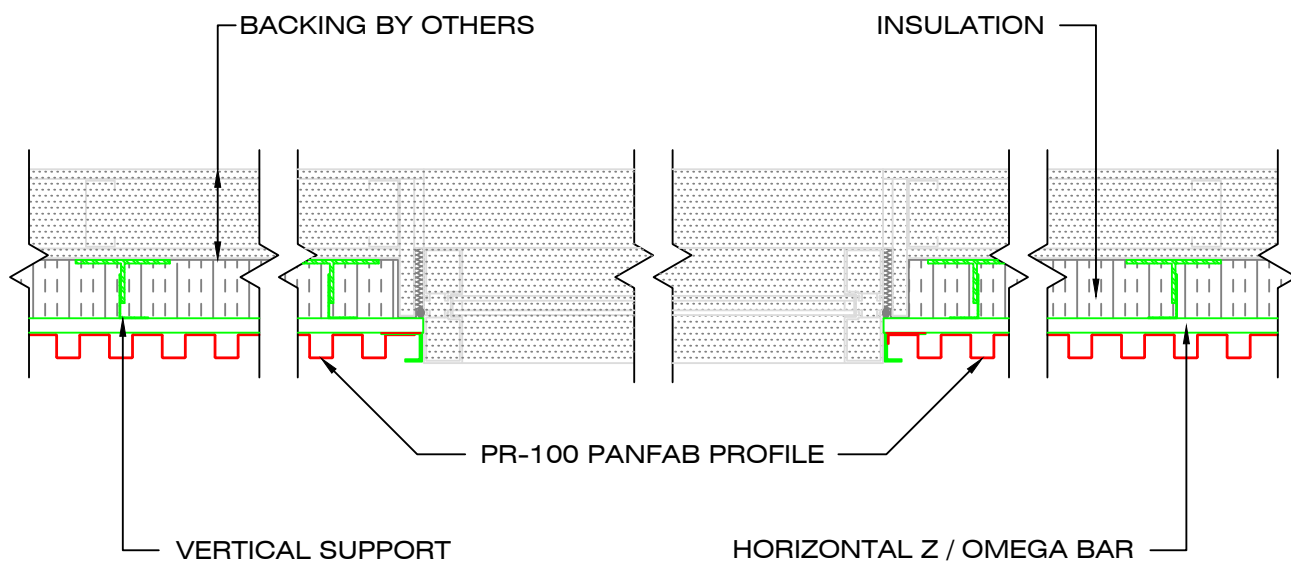 BACKING BY OTHERS
INSULATION
PR-100 PANFAB PROFILE
VERTICAL SUPPORT
HORIZONTAL Z / OMEGA BAR